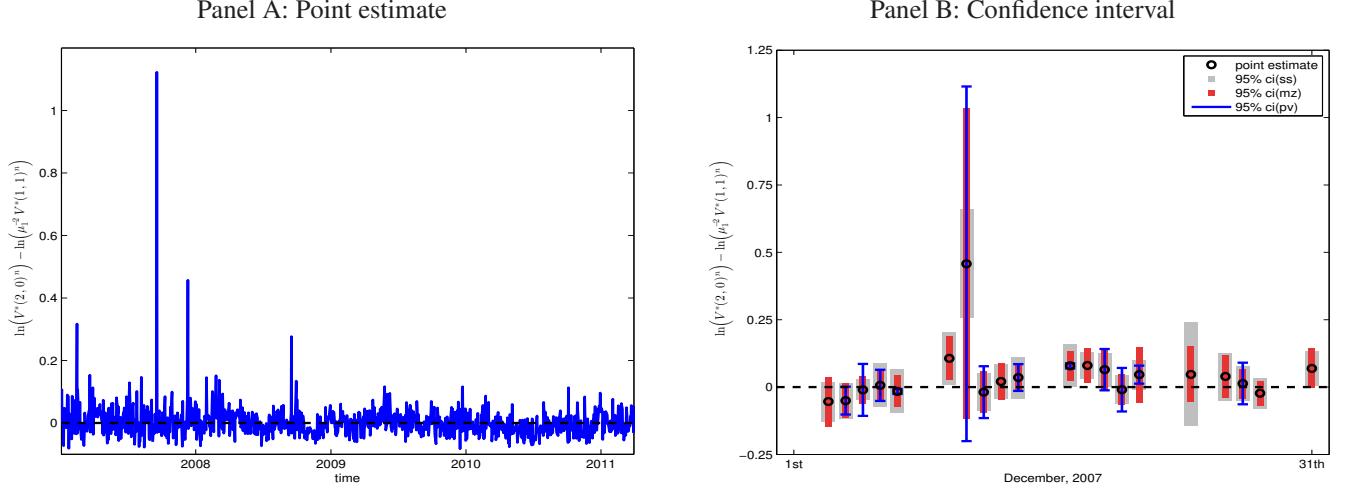 Panel A: Point estimate
ln(V*(2, 0)ⁿ) − ln(μ₁⁻² V*(1, 1)ⁿ)
1
0.8
0.6
0.4
0.2
0
2008
2009
2010
2011
time
Panel B: Confidence interval
ln(V*(2, 0)ⁿ) − ln(μ₁⁻² V*(1, 1)ⁿ)
1.25
1
0.75
0.5
0.25
0
−0.25
1st
31th
December, 2007
point estimate
95% ci(ss)
95% ci(mz)
95% ci(pv)